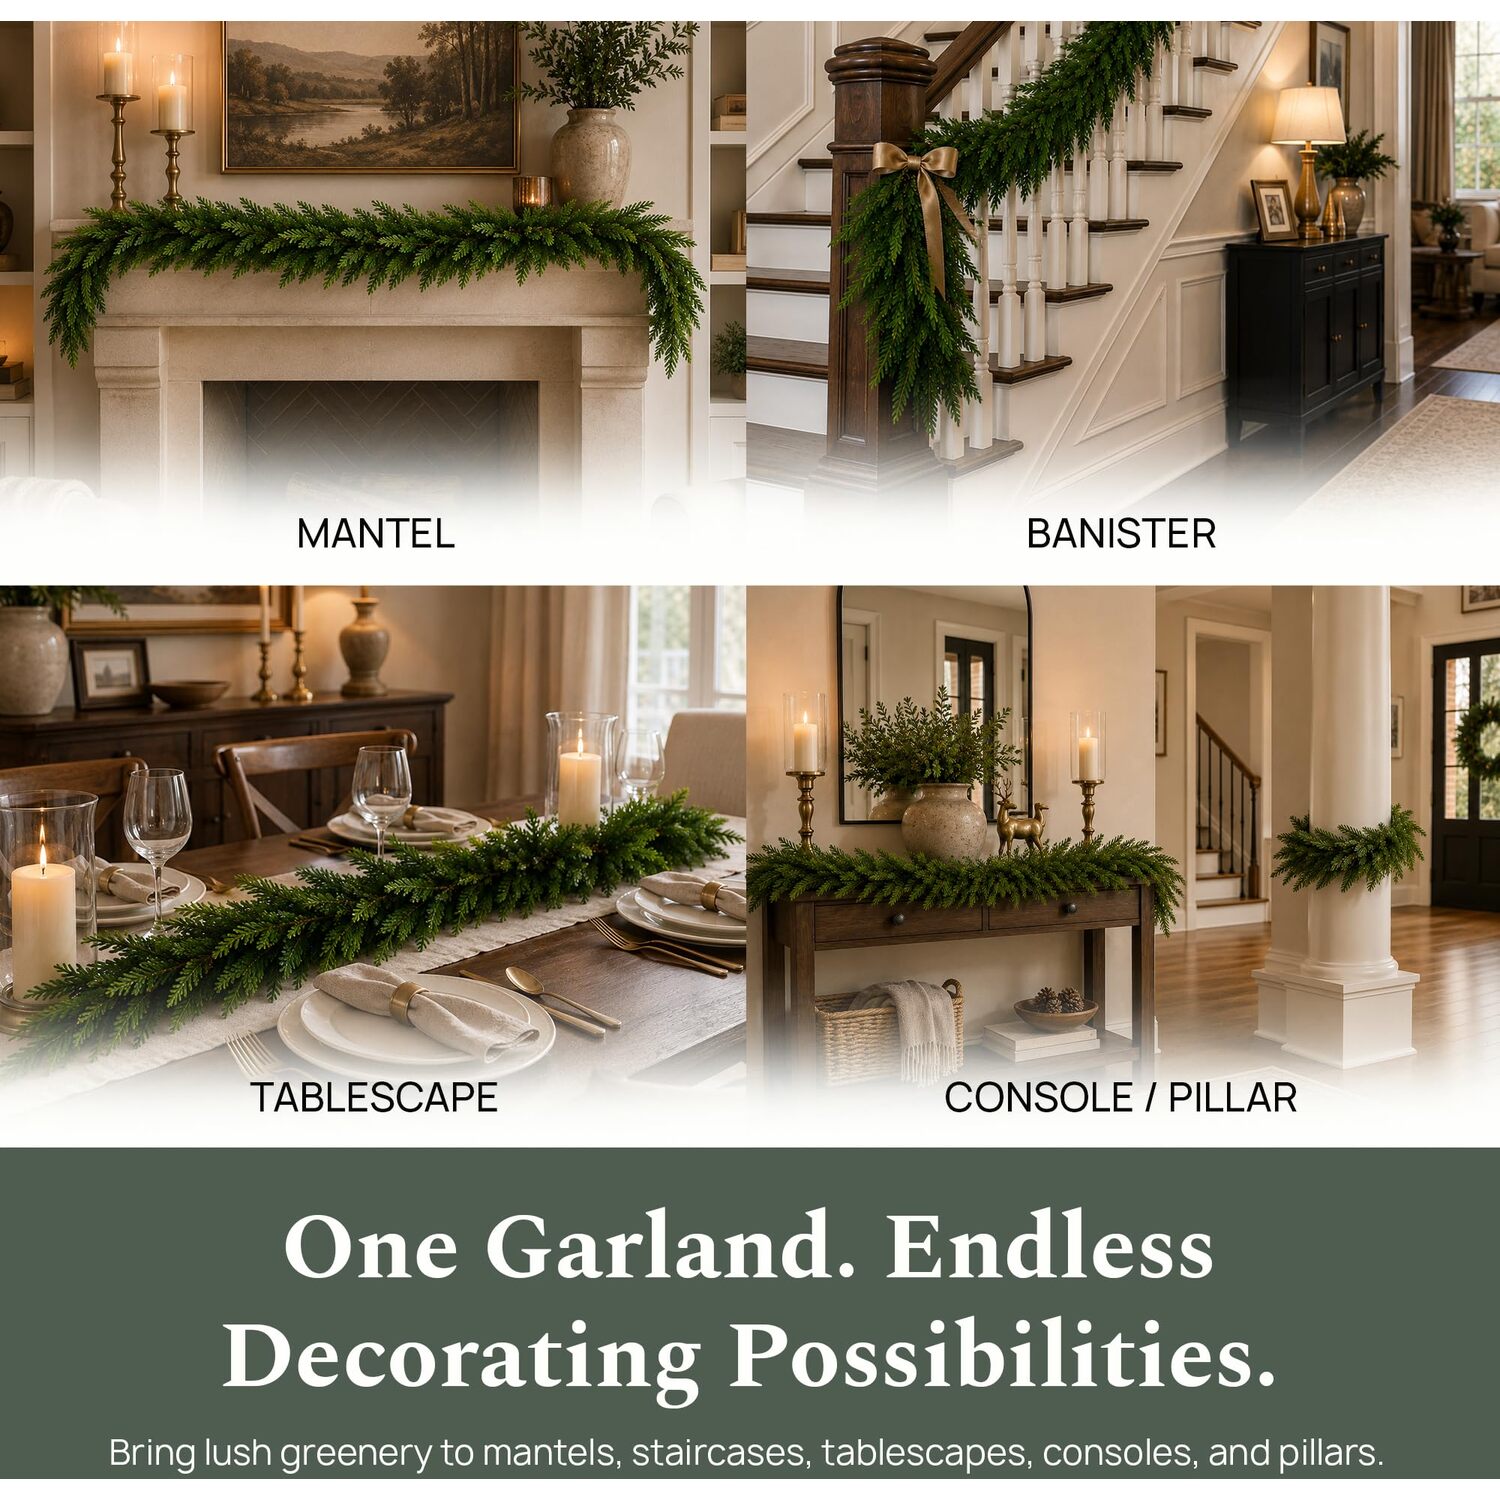 MANTEL
BANISTER
TABLESCAPE
CONSOLE / PILLAR
One Garland. Endless
Decorating Possibilities.
Bring lush greenery to mantels, staircases, tablescapes, consoles, and pillars.